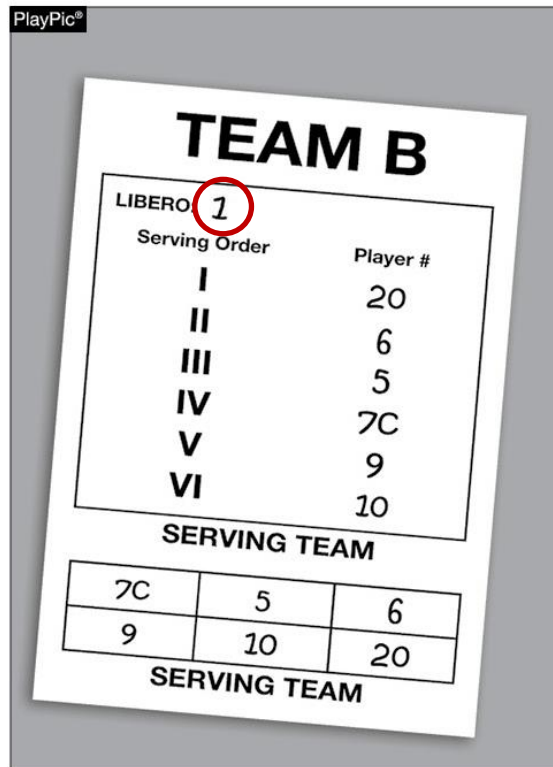 PlayPic®
TEAM B
LIBERO: 1
Serving Order Player #
I 20
II 6
III 5
IV 7C
V 9
VI 10
SERVING TEAM
7C 5 6
9 10 20
SERVING TEAM